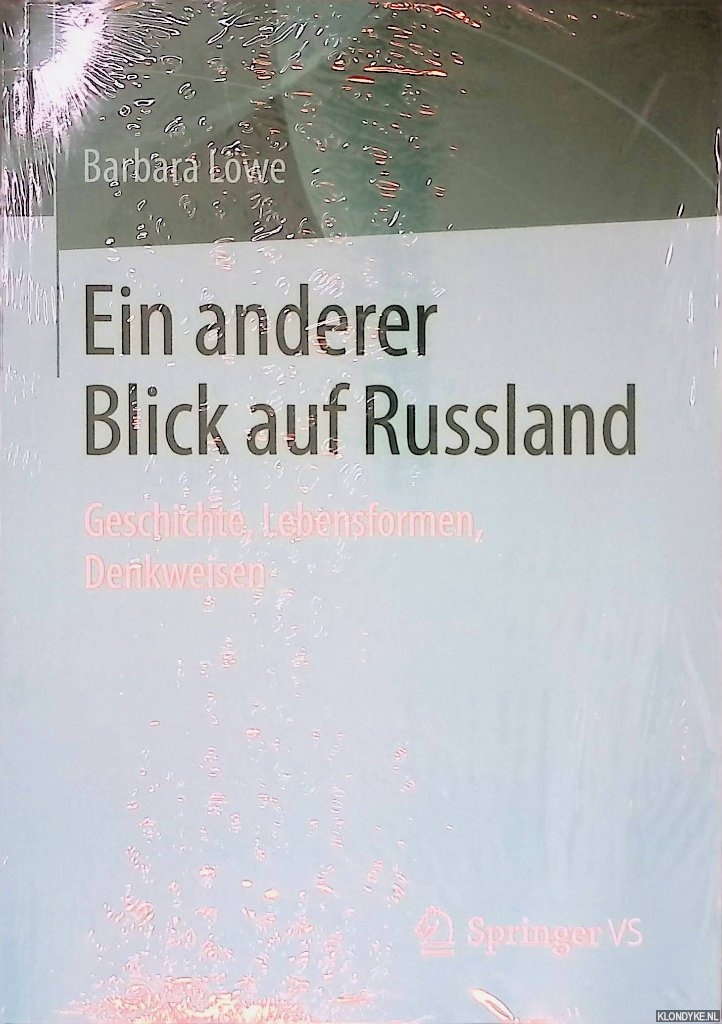 Barbara Löwe
Ein anderer
Blick auf Russland
Geschichte, Lebensformen,
Denkweisen
Springer VS
KLONDYKE.NL